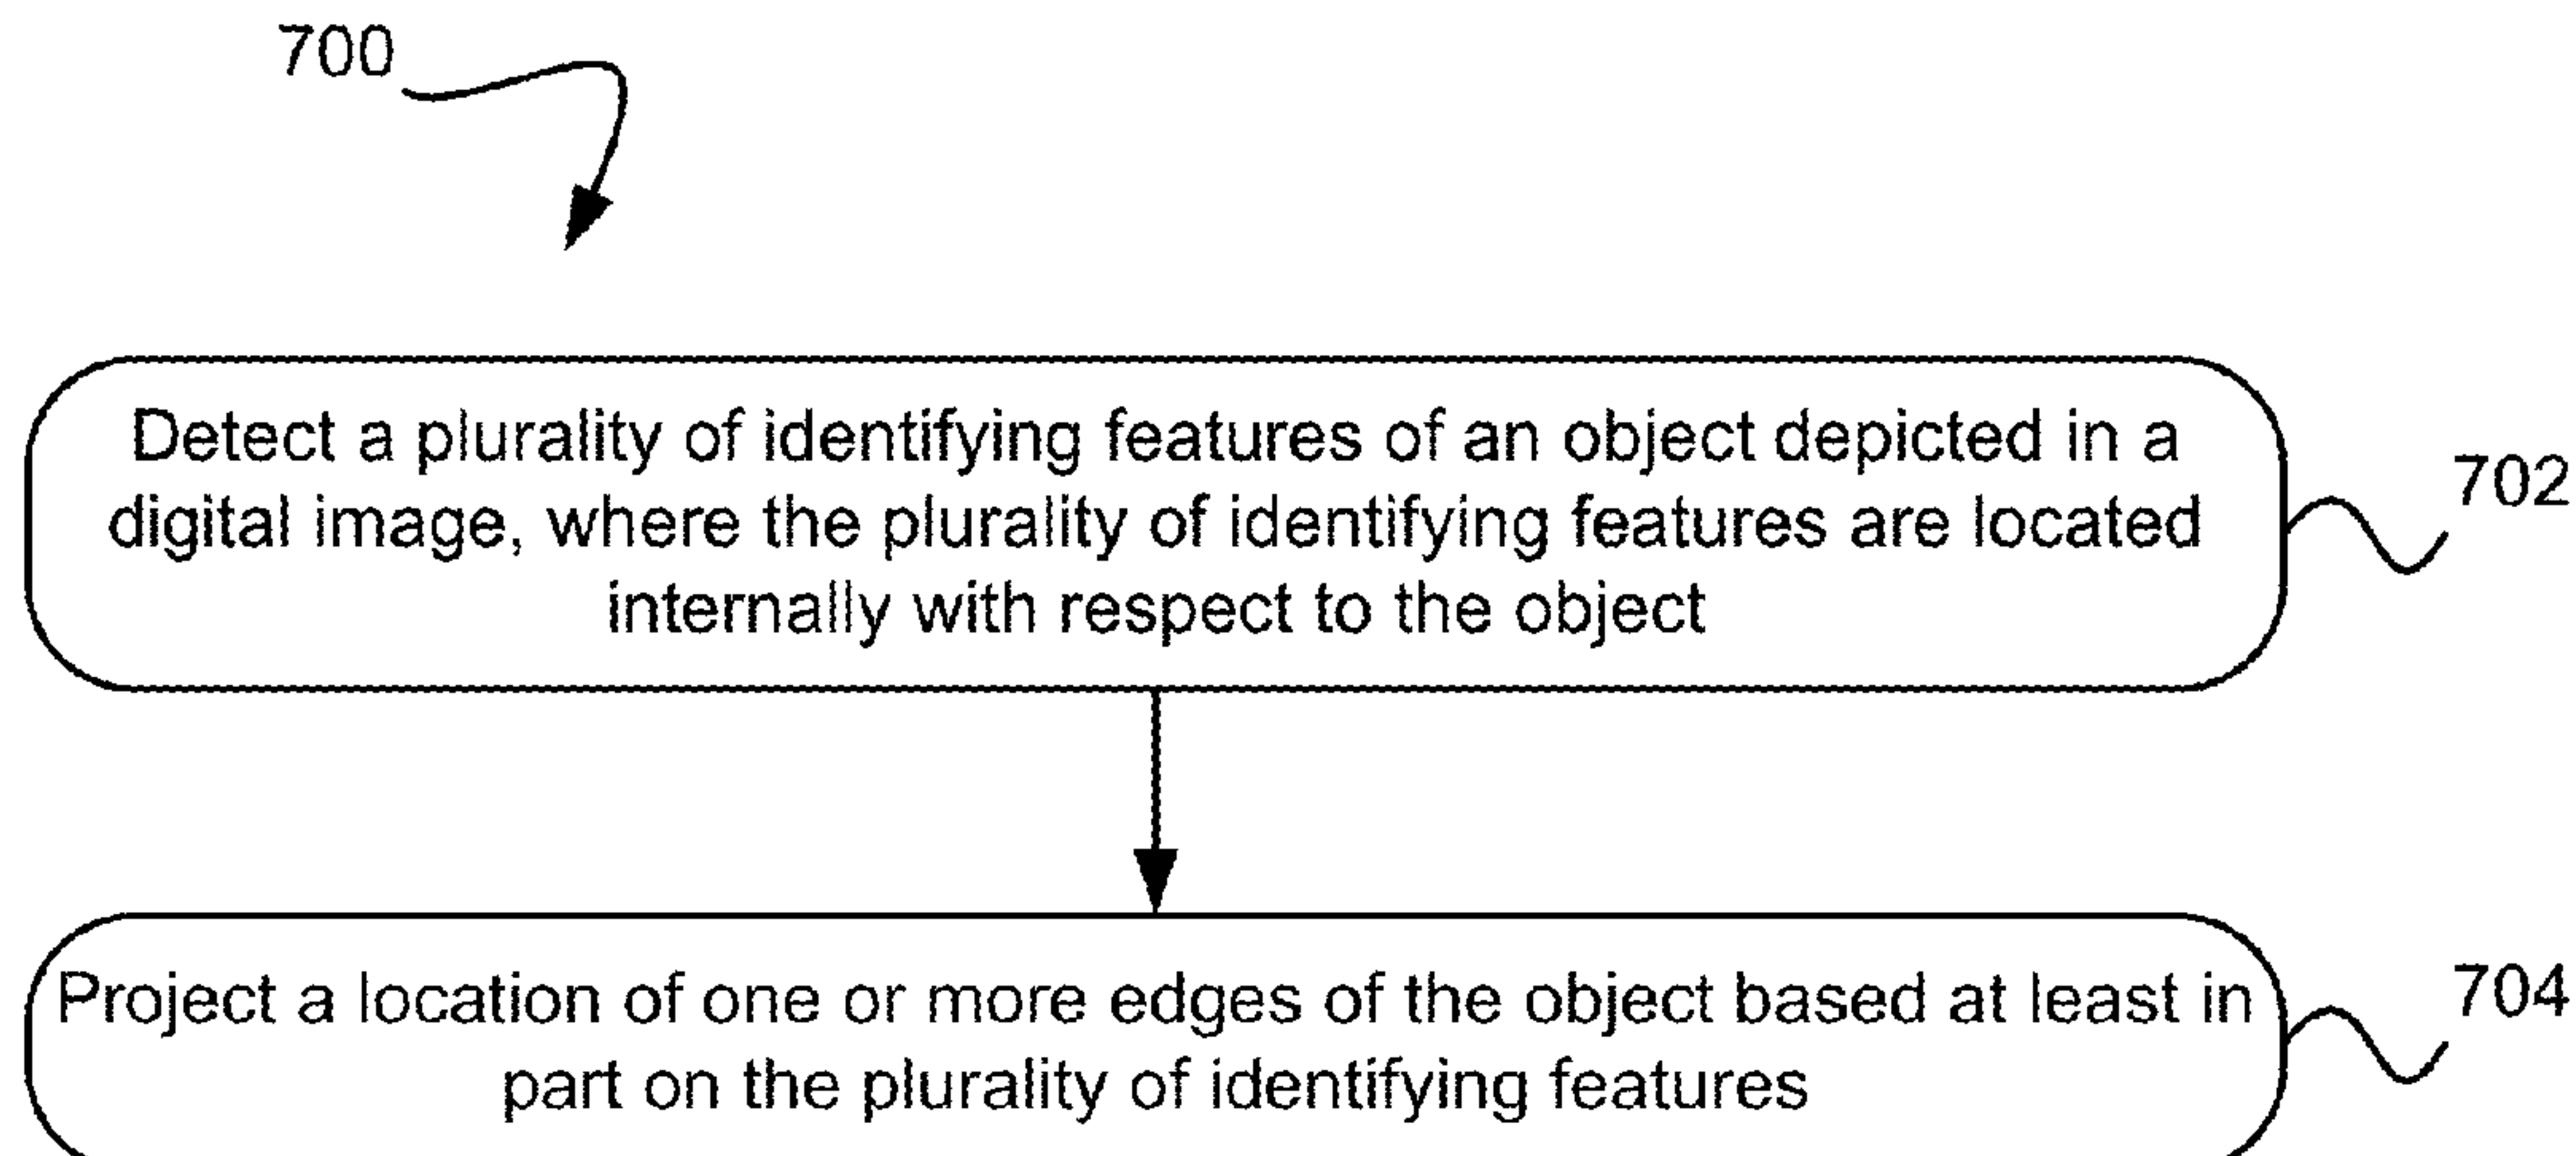 700
Detect a plurality of identifying features of an object depicted in a
digital image, where the plurality of identifying features are located
internally with respect to the object
702
Project a location of one or more edges of the object based at least in
part on the plurality of identifying features
704